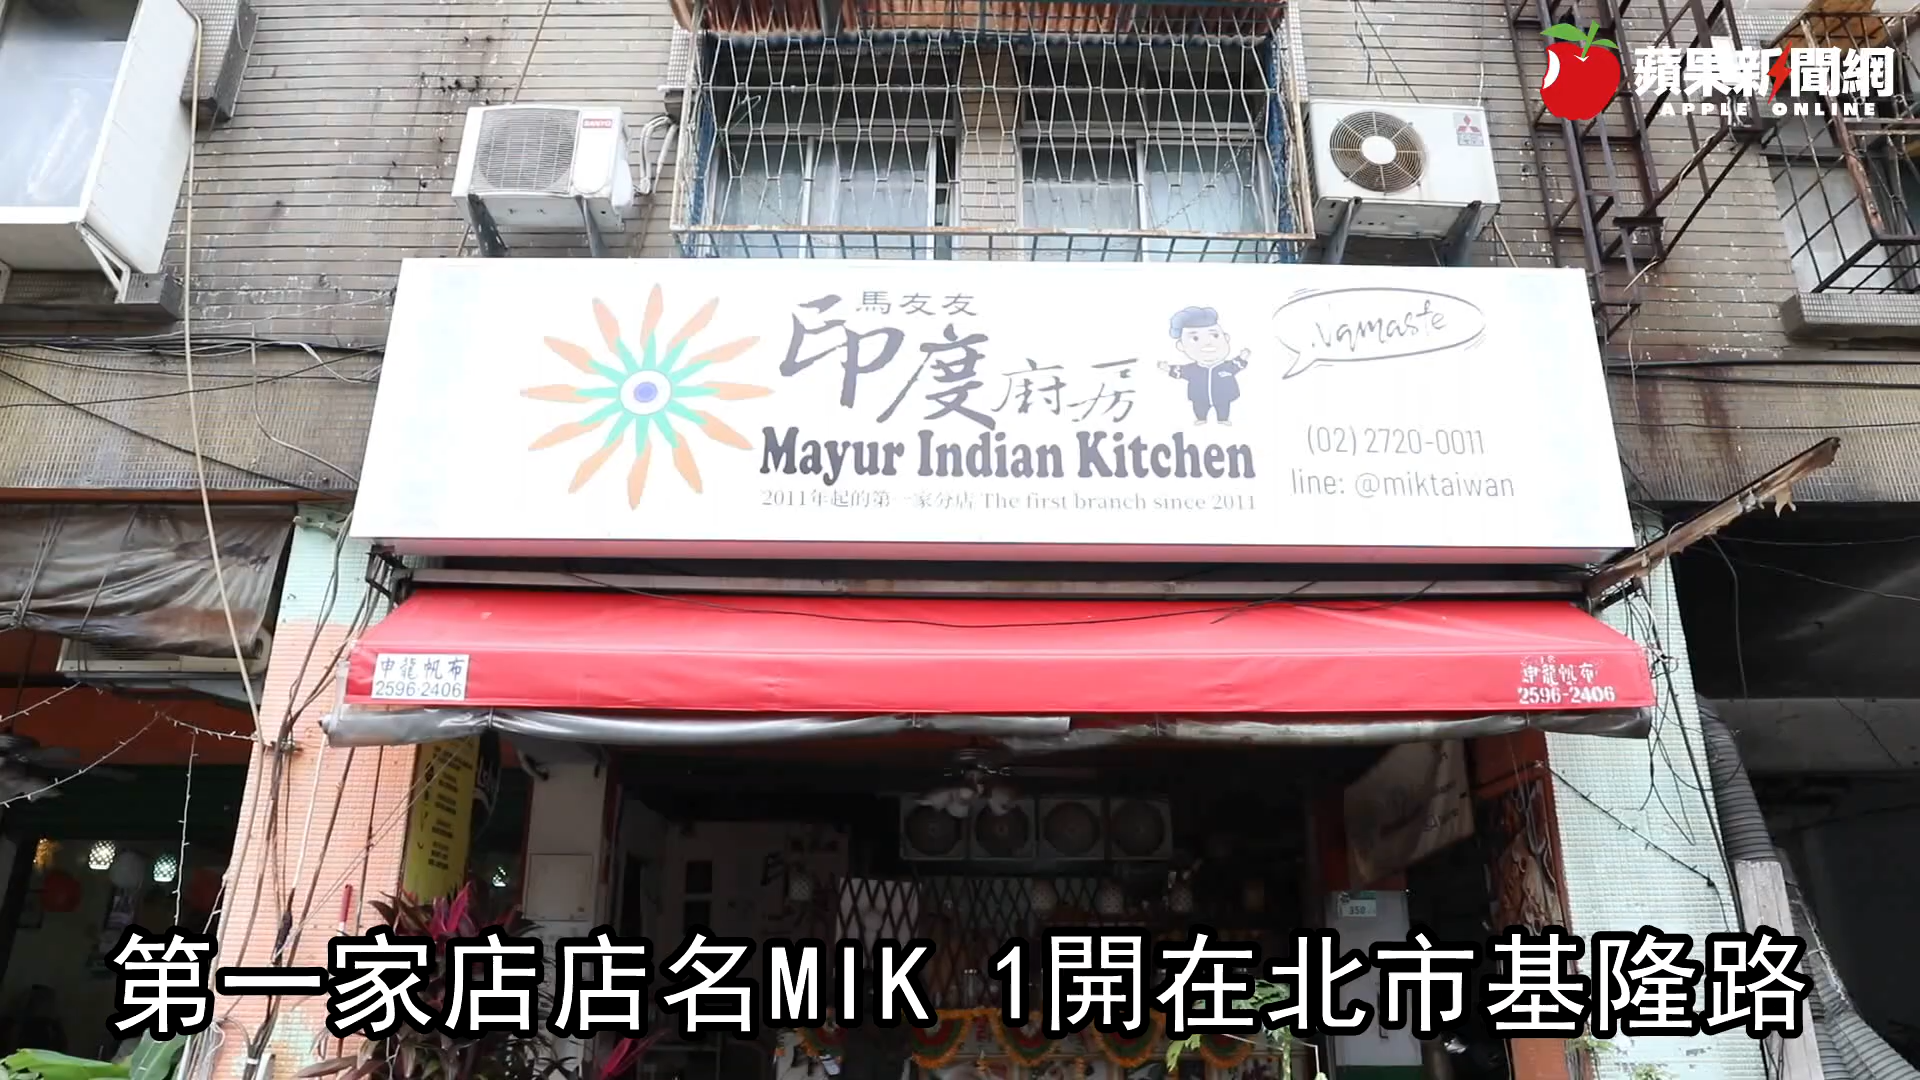 蘋果新聞網
APPLE ONLINE
SANYO
馬友友
印度廚房
Namaste
Mayur Indian Kitchen
(02) 2720-0011
line: @miktaiwan
2011年起的第一家分店 The first branch since 2011
申龍帆布
2596-2406
申龍帆布
2596-2406
350
第一家店店名MIK 1開在北市基隆路